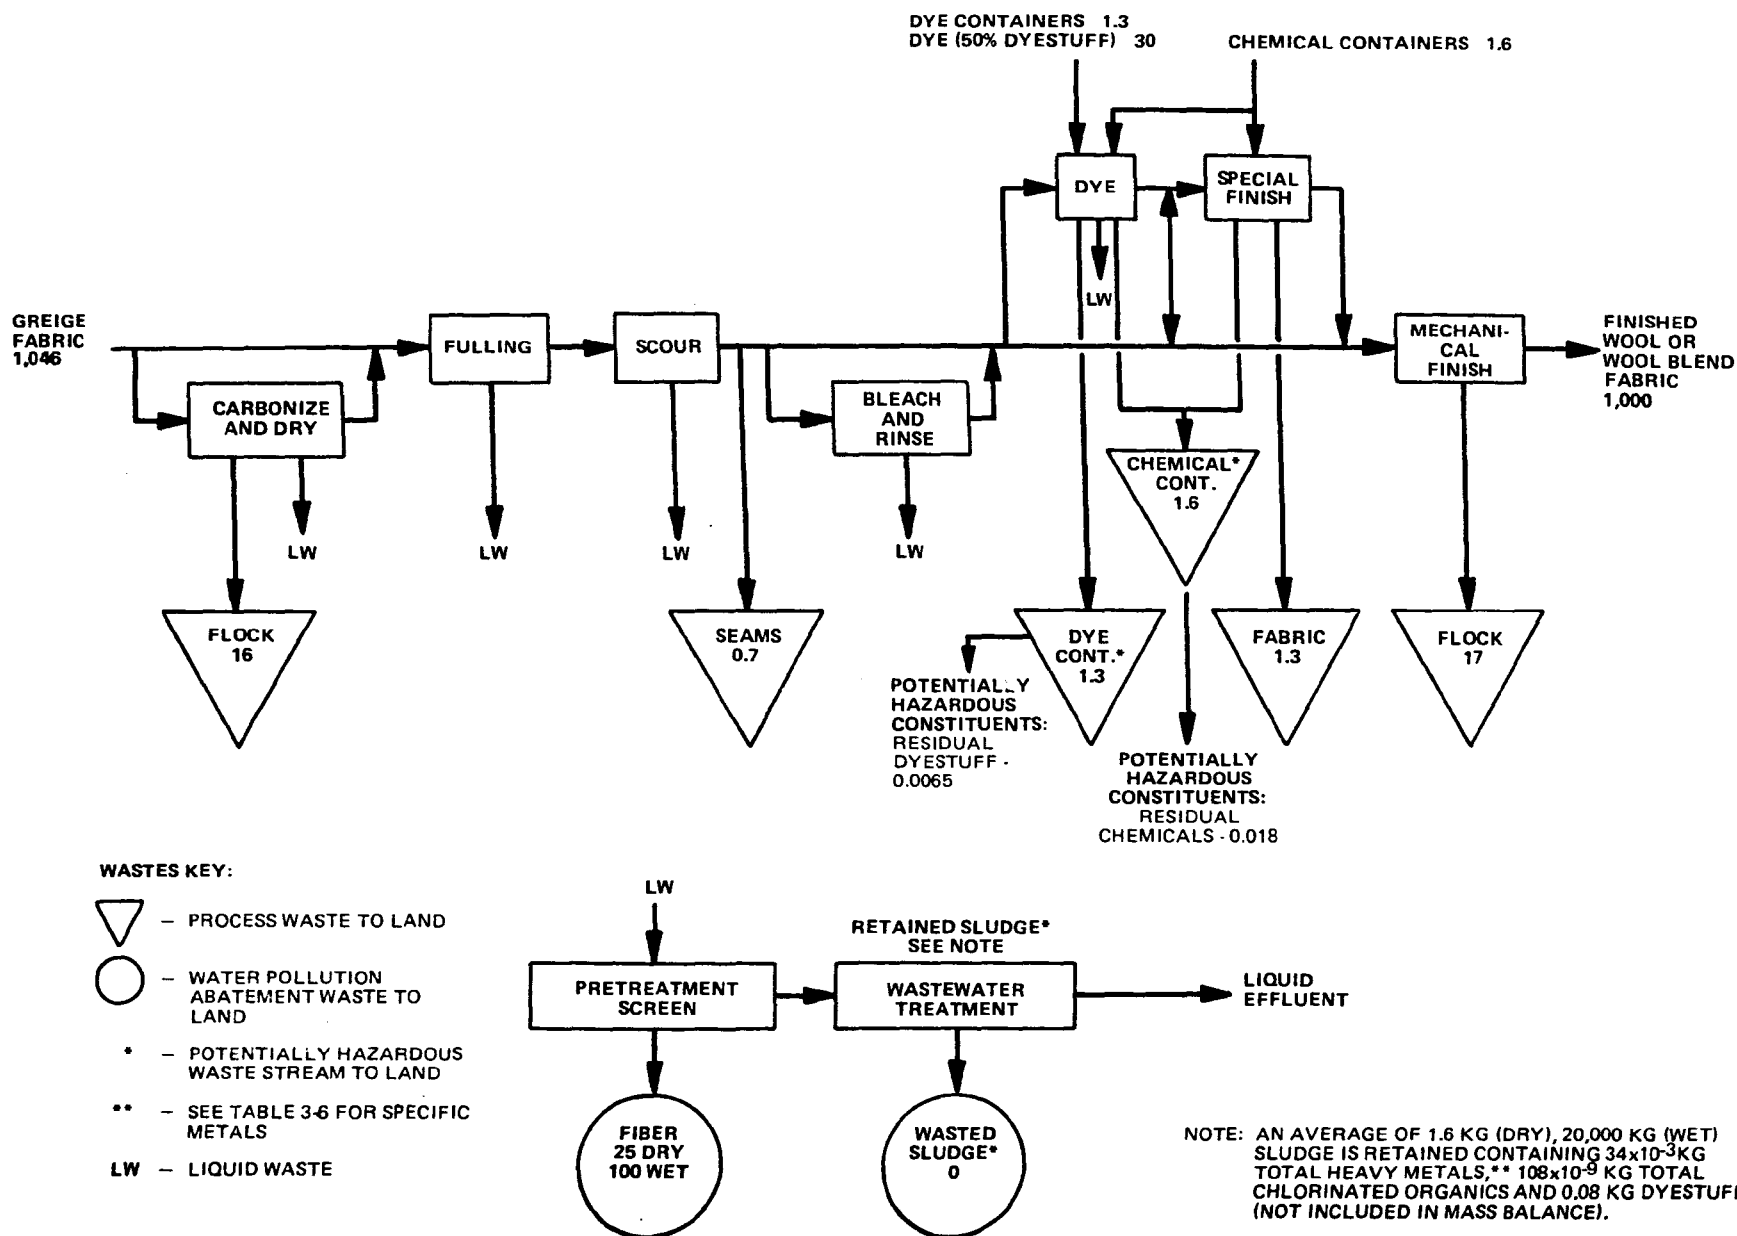 DYE CONTAINERS 1.3
DYE (50% DYESTUFF) 30
CHEMICAL CONTAINERS 1.6
DYE
SPECIAL
FINISH
LW
GREIGE
FABRIC
1,046
FULLING
SCOUR
MECHANI-
CAL
FINISH
FINISHED
WOOL OR
WOOL BLEND
FABRIC
1,000
CARBONIZE
AND DRY
BLEACH
AND
RINSE
CHEMICAL*
CONT.
1.6
LW
LW
LW
LW
FLOCK
16
SEAMS
0.7
DYE
CONT.*
1.3
FABRIC
1.3
FLOCK
17
POTENTIALLY
HAZARDOUS
CONSTITUENTS:
RESIDUAL
DYESTUFF -
0.0065
POTENTIALLY
HAZARDOUS
CONSTITUENTS:
RESIDUAL
CHEMICALS - 0.018
WASTES KEY:
– PROCESS WASTE TO LAND
– WATER POLLUTION
ABATEMENT WASTE TO
LAND
* – POTENTIALLY HAZARDOUS
WASTE STREAM TO LAND
** – SEE TABLE 3-6 FOR SPECIFIC
METALS
LW – LIQUID WASTE
LW
RETAINED SLUDGE*
SEE NOTE
PRETREATMENT
SCREEN
WASTEWATER
TREATMENT
LIQUID
EFFLUENT
FIBER
25 DRY
100 WET
WASTED
SLUDGE*
0
NOTE: AN AVERAGE OF 1.6 KG (DRY), 20,000 KG (WET)
SLUDGE IS RETAINED CONTAINING 34x10⁻³KG
TOTAL HEAVY METALS,** 108x10⁻⁹ KG TOTAL
CHLORINATED ORGANICS AND 0.08 KG DYESTUFF
(NOT INCLUDED IN MASS BALANCE).